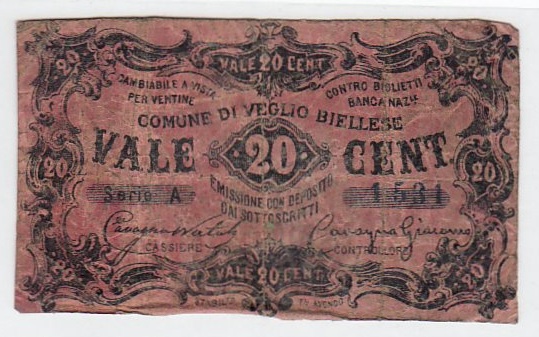 VALE 20 CENT
20
20
CAMBIABILE A VISTA
PER VENTINE
CONTRO BIGLIETTI
BANCA NAZ.LE
COMUNE DI VEGLIO BIELLESE
VALE 20 CENT
20
20
Serie A
1531
EMISSIONE CON DEPOSITO
DAI SOTTOSCRITTI
Giacomo
CASSIERE
CONTROLLORE
20
VALE 20 CENT
20